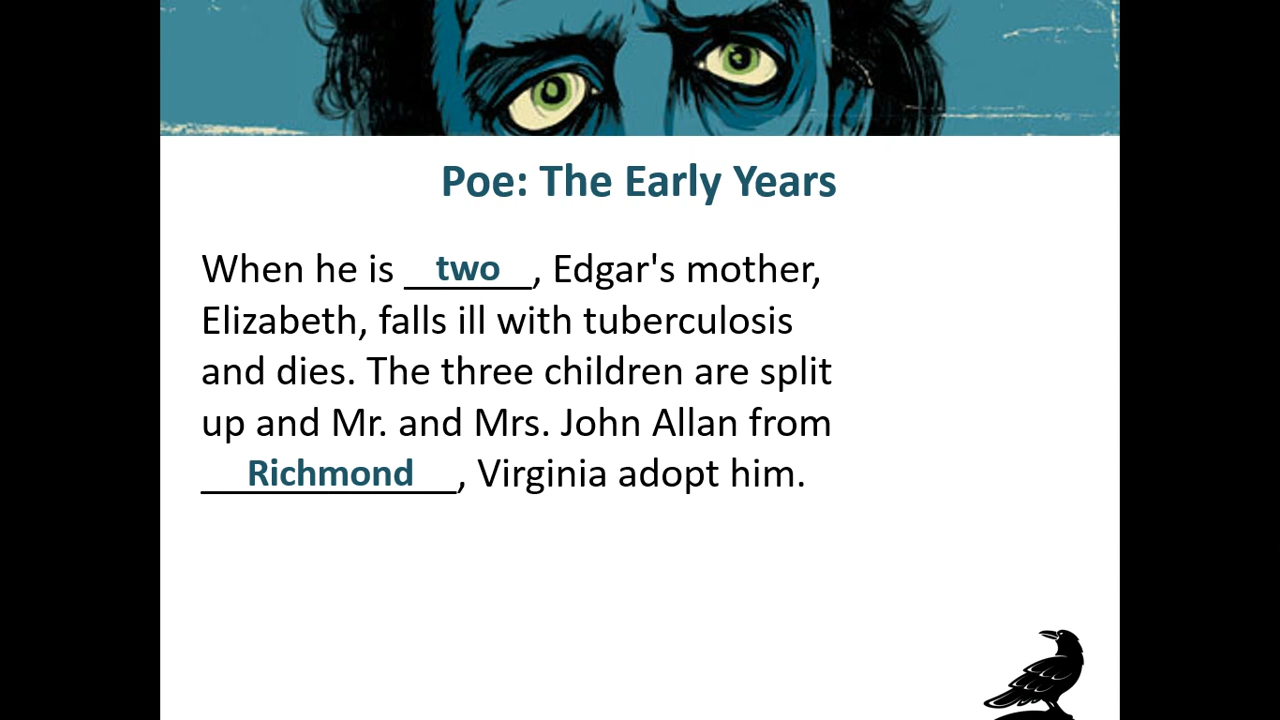 Poe: The Early Years
When he is two, Edgar's mother,
Elizabeth, falls ill with tuberculosis
and dies. The three children are split
up and Mr. and Mrs. John Allan from
Richmond, Virginia adopt him.